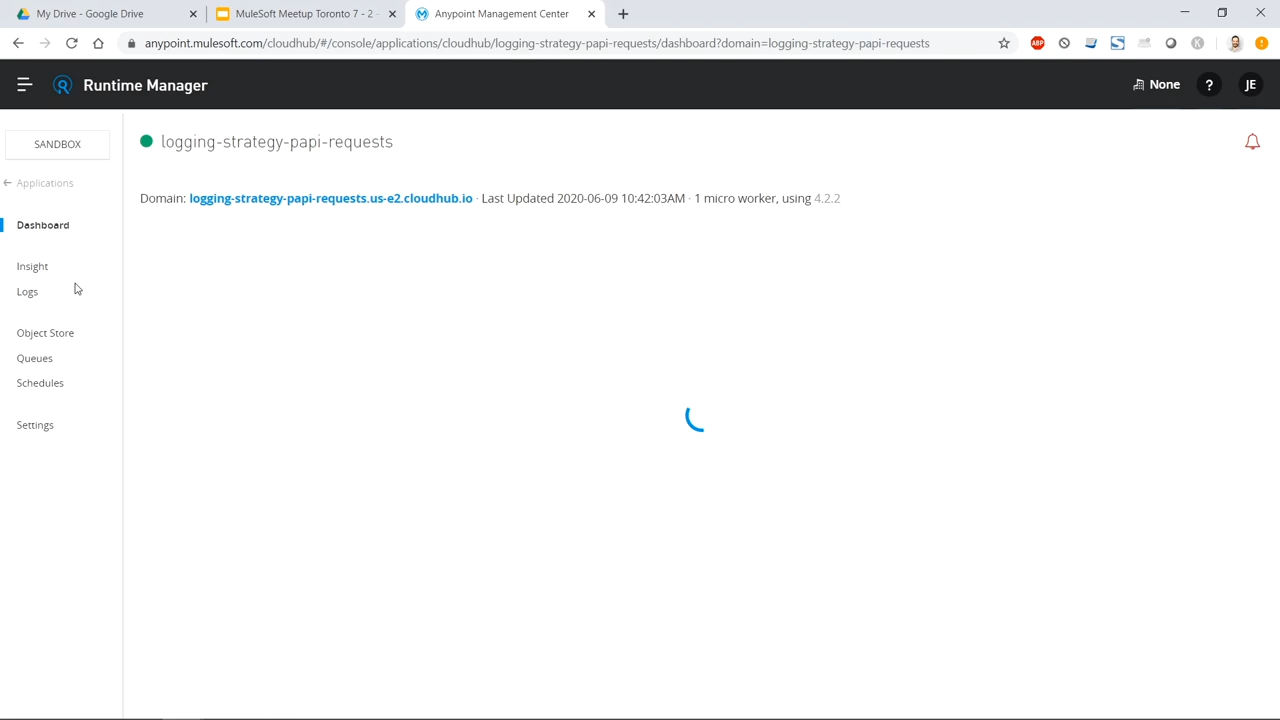 My Drive - Google Drive
MuleSoft Meetup Toronto 7 - 2 -
Anypoint Management Center
anypoint.mulesoft.com/cloudhub/#/console/applications/cloudhub/logging-strategy-papi-requests/dashboard?domain=logging-strategy-papi-requests
ABP
Runtime Manager
None
?
JE
SANDBOX
logging-strategy-papi-requests
Applications
Domain: logging-strategy-papi-requests.us-e2.cloudhub.io · Last Updated 2020-06-09 10:42:03AM · 1 micro worker, using 4.2.2
Dashboard
Insight
Logs
Object Store
Queues
Schedules
Settings